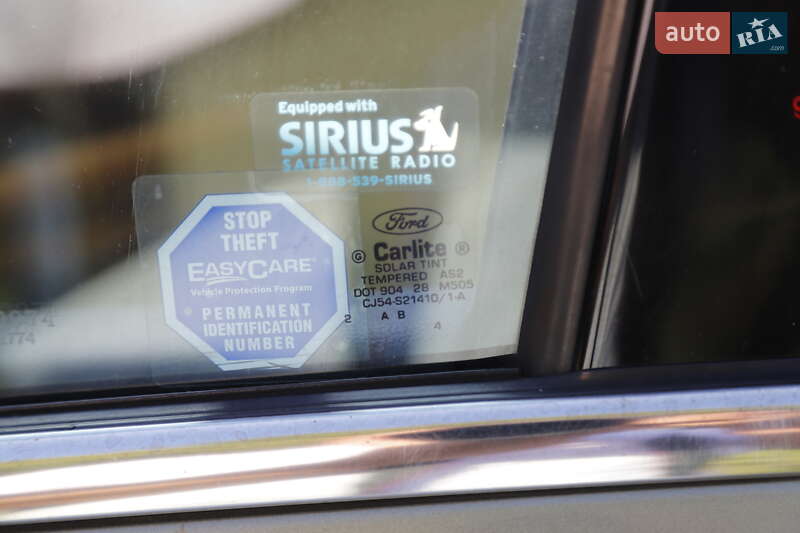 auto RIA .com
Equipped with
SIRIUS
SATELLITE RADIO
1-888-539-SIRIUS
STOP
THEFT
EASYCARE®
Vehicle Protection Program
PERMANENT
IDENTIFICATION
NUMBER
Ford
G Carlite ®
SOLAR TINT
TEMPERED AS2
DOT 904 28 M505
CJ54-S21410/1-A
2 A B
4